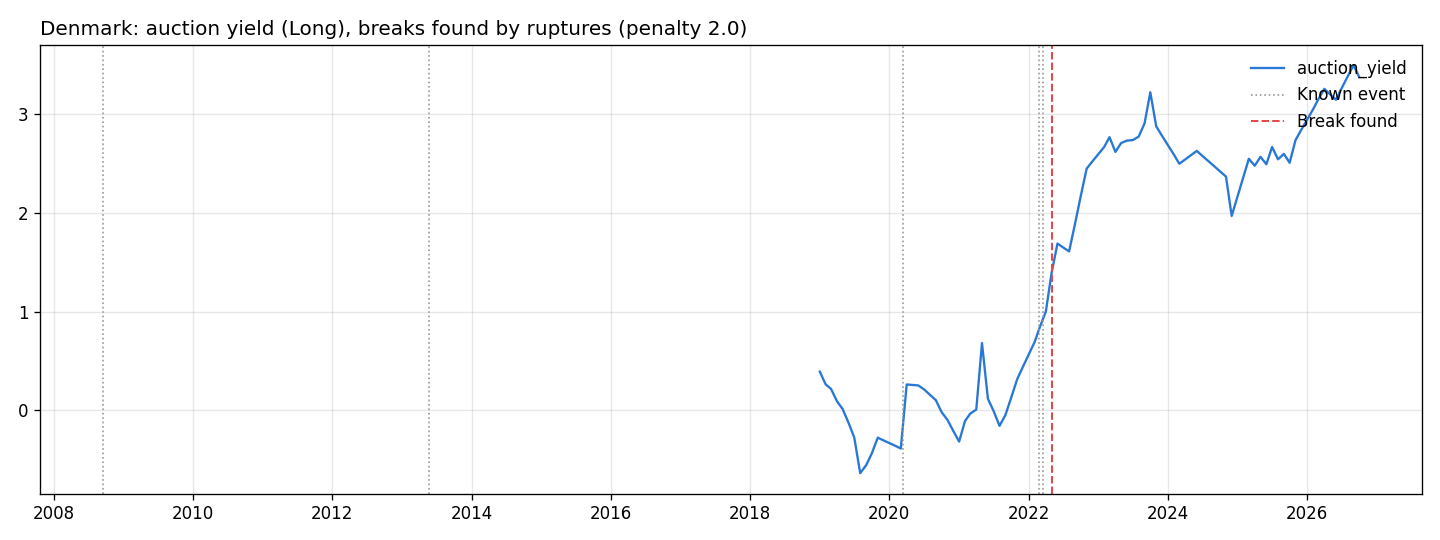 Denmark: auction yield (Long), breaks found by ruptures (penalty 2.0)
auction_yield
Known event
Break found
3
2
1
0
2008 2010 2012 2014 2016 2018 2020 2022 2024 2026